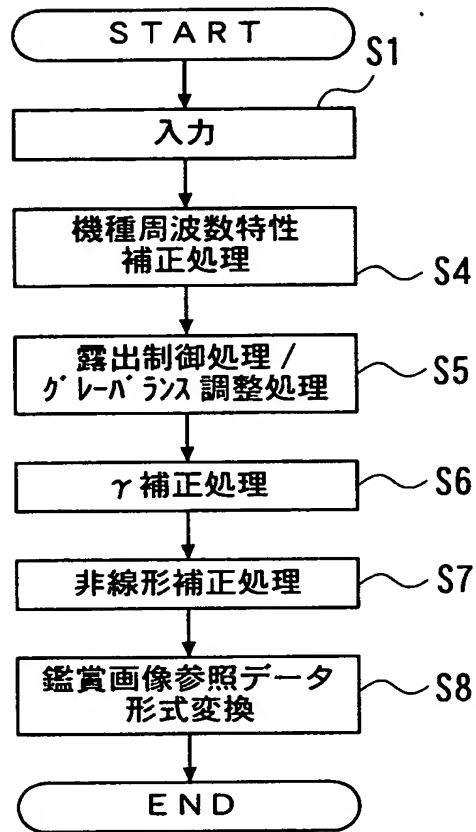 START
S1
入力
機種周波数特性
補正処理
S4
露出制御処理/
グレーバランス調整処理
S5
γ補正処理
S6
非線形補正処理
S7
鑑賞画像参照データ
形式変換
S8
END